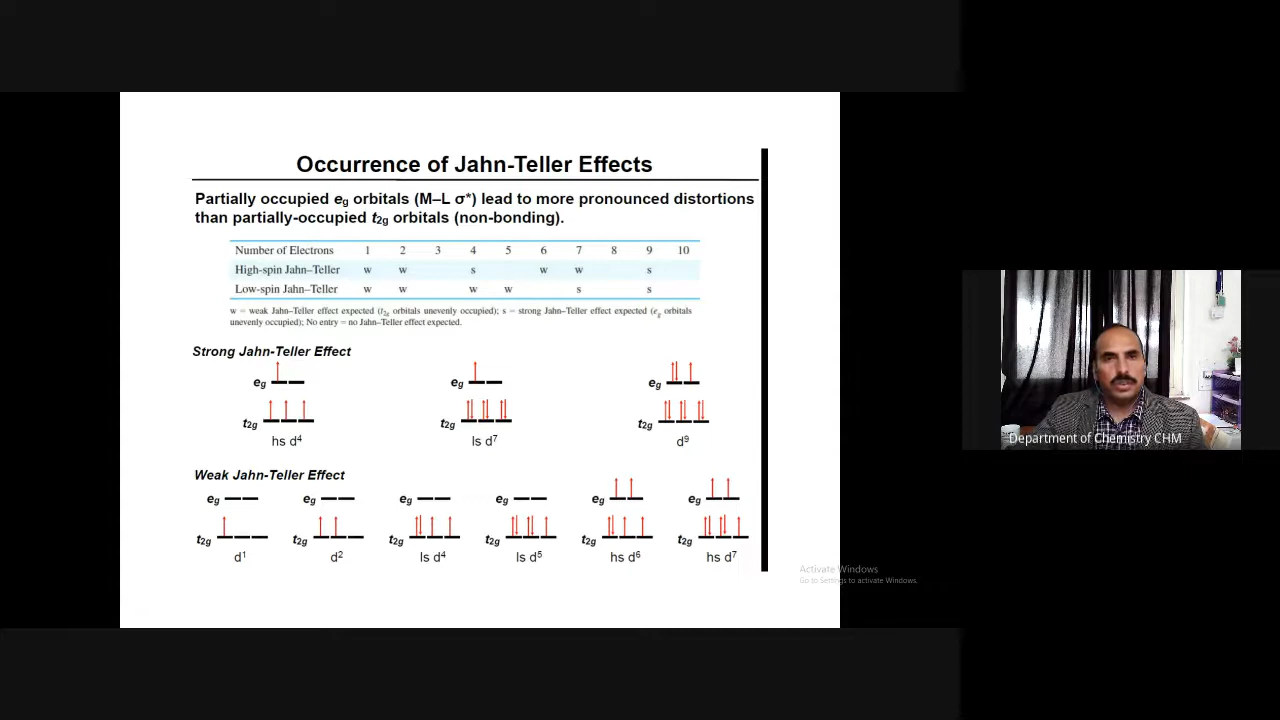 Occurrence of Jahn-Teller Effects
Partially occupied eg orbitals (M–L σ*) lead to more pronounced distortions
than partially-occupied t2g orbitals (non-bonding).
Number of Electrons 1 2 3 4 5 6 7 8 9 10
High-spin Jahn–Teller w w s w w s
Low-spin Jahn–Teller w w w w s s
w = weak Jahn–Teller effect expected (t2g orbitals unevenly occupied); s = strong Jahn–Teller effect expected (eg orbitals
unevenly occupied); No entry = no Jahn–Teller effect expected.
Strong Jahn-Teller Effect
eg eg eg
t2g t2g t2g
hs d4 ls d7 d9
Weak Jahn-Teller Effect
eg eg eg eg eg eg
t2g t2g t2g t2g t2g t2g
d1 d2 ls d4 ls d5 hs d6 hs d7
Department of Chemistry CHM
Activate Windows
Go to Settings to activate Windows.